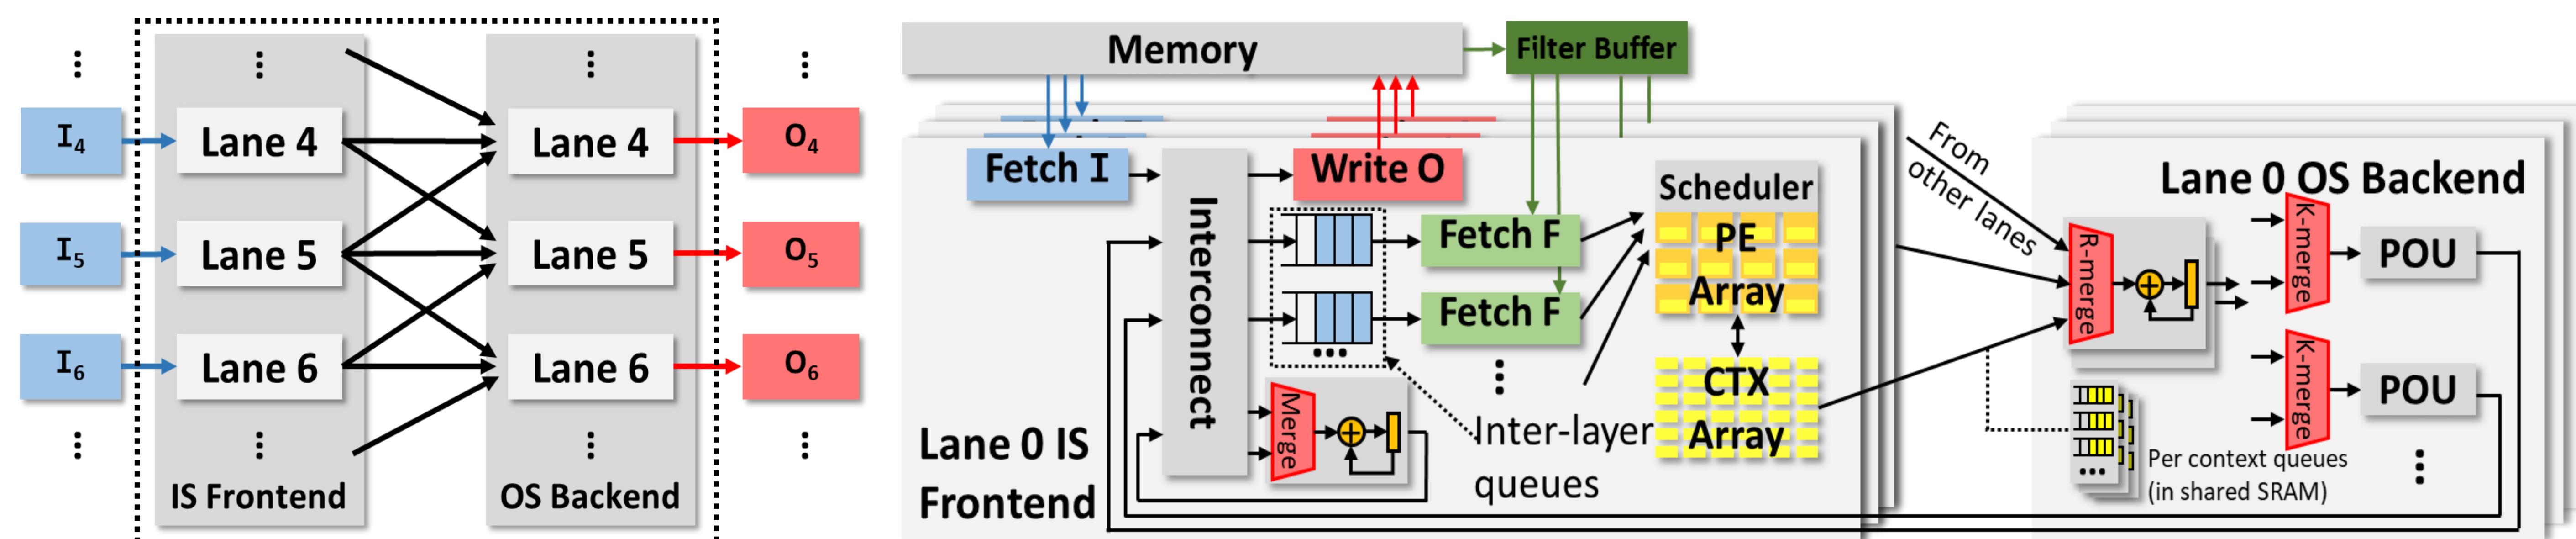 I4
Lane 4
Lane 4
O4
I5
Lane 5
Lane 5
O5
I6
Lane 6
Lane 6
O6
IS Frontend
OS Backend
Memory
Filter Buffer
Fetch I
Write O
Interconnect
Fetch F
Fetch F
Scheduler
PE
Array
CTX
Array
Merge
Inter-layer
queues
Lane 0 IS
Frontend
From
other lanes
Lane 0 OS Backend
R-merge
K-merge
POU
K-merge
POU
Per context queues
(in shared SRAM)